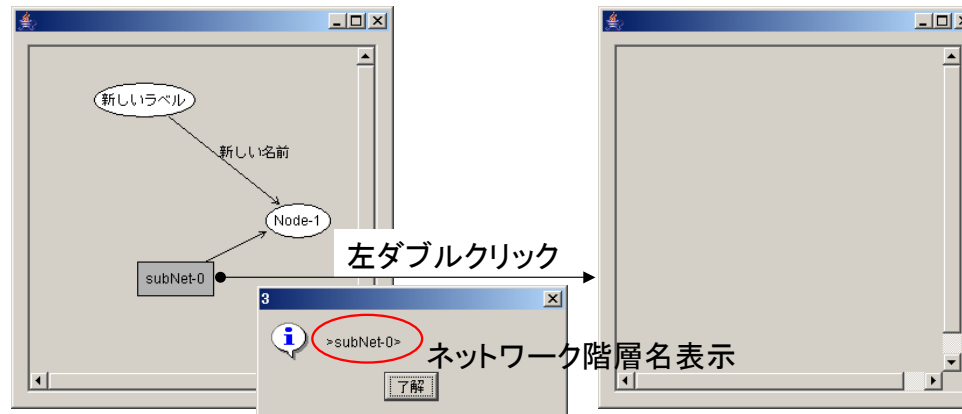 新しいラベル
新しい名前
Node-1
左ダブルクリック
subNet-0
3
>subNet-0>
ネットワーク階層名表示
了解